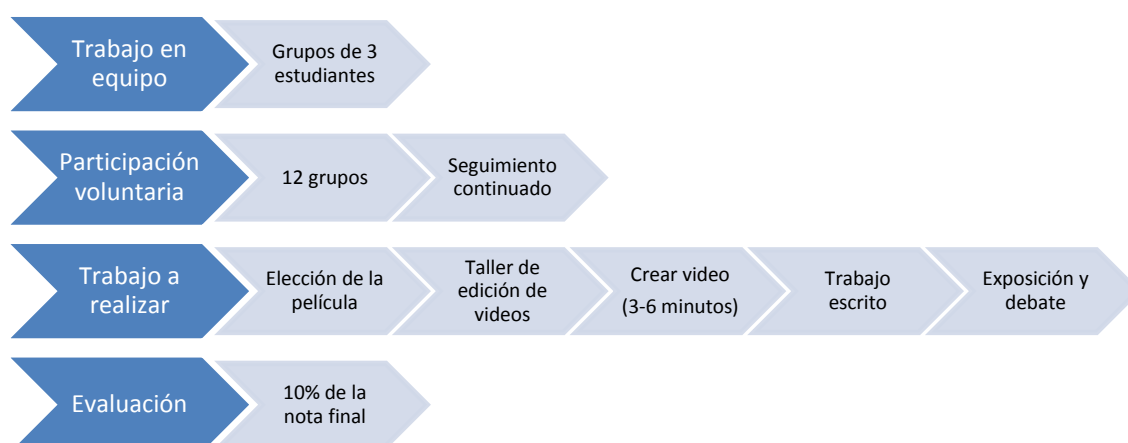 Trabajo en
equipo
Grupos de 3
estudiantes
Participación
voluntaria
12 grupos
Seguimiento
continuado
Trabajo a
realizar
Elección de la
película
Taller de
edición de
videos
Crear video
(3-6 minutos)
Trabajo
escrito
Exposición y
debate
Evaluación
10% de la
nota final